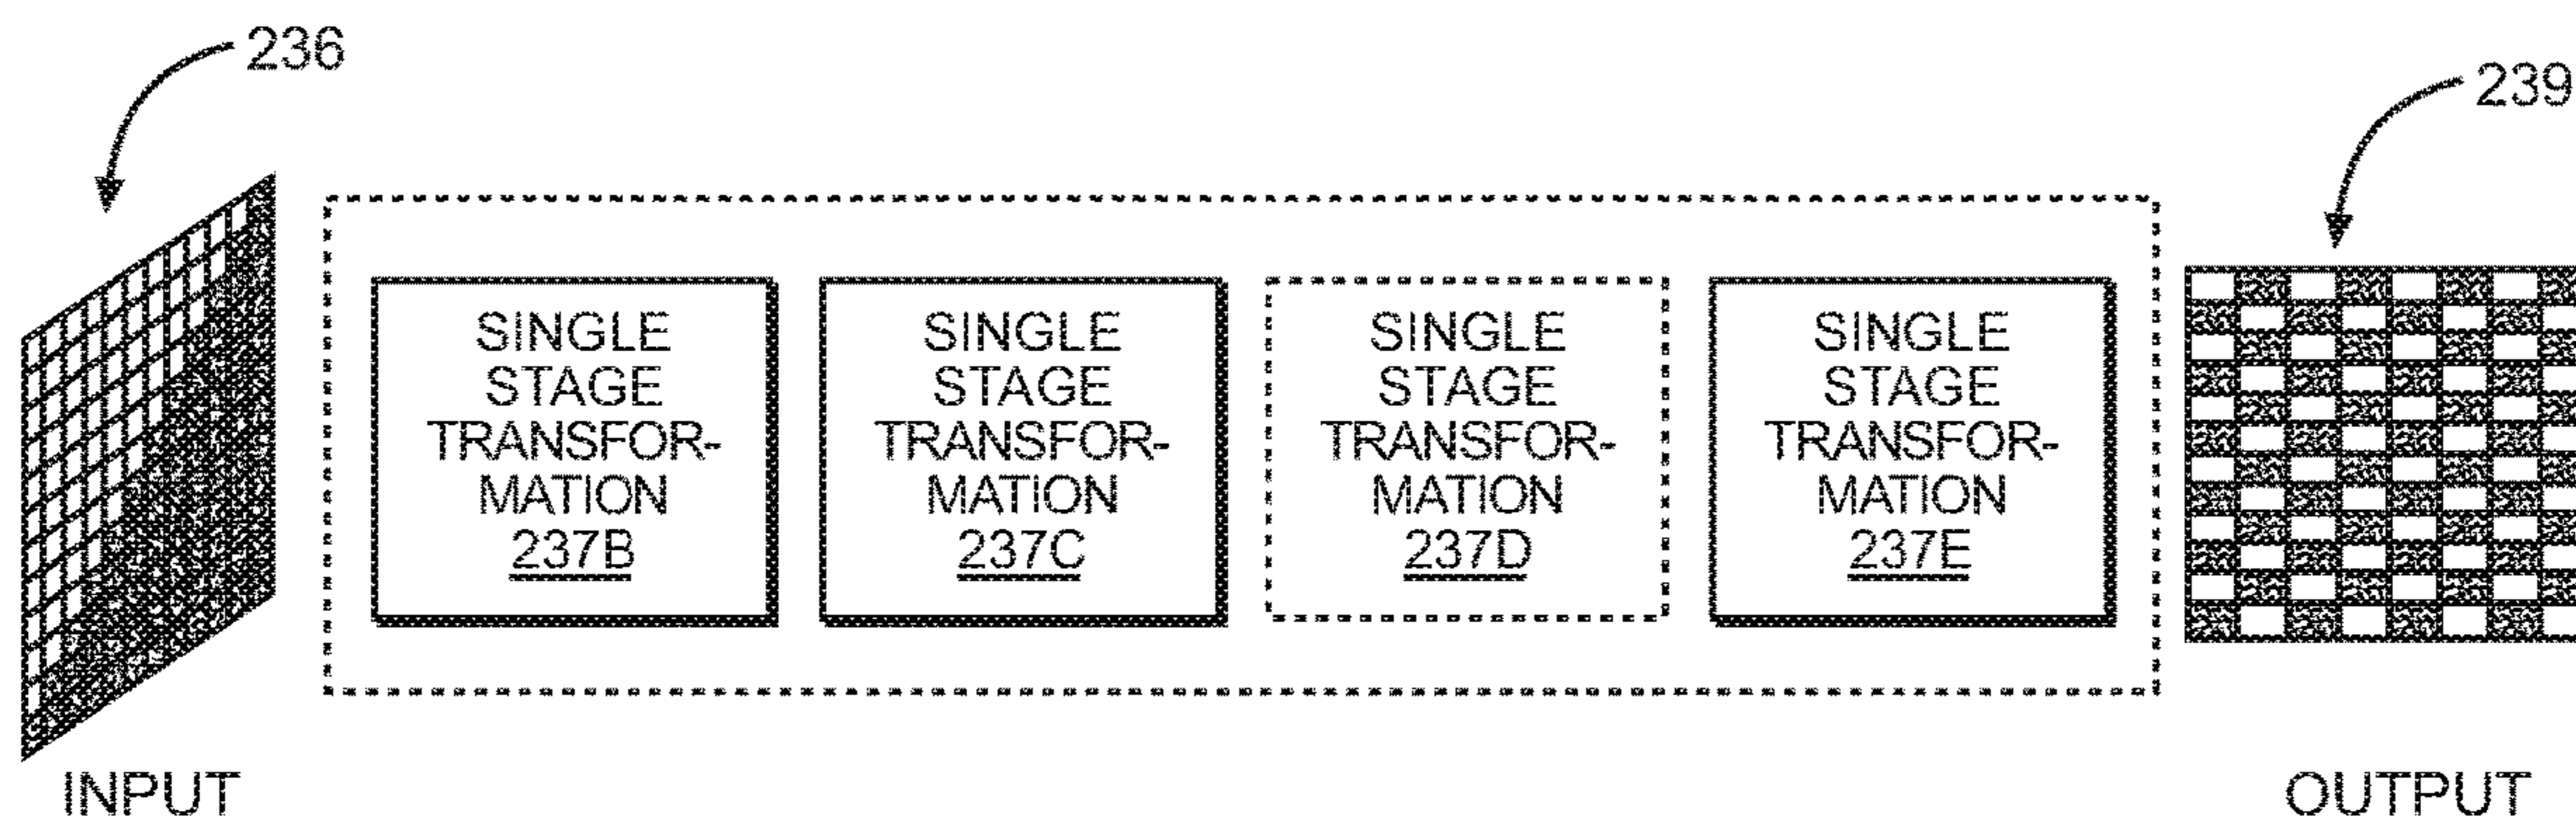 236
239
SINGLE
STAGE
TRANSFOR-
MATION
237B
SINGLE
STAGE
TRANSFOR-
MATION
237C
SINGLE
STAGE
TRANSFOR-
MATION
237D
SINGLE
STAGE
TRANSFOR-
MATION
237E
INPUT
OUTPUT